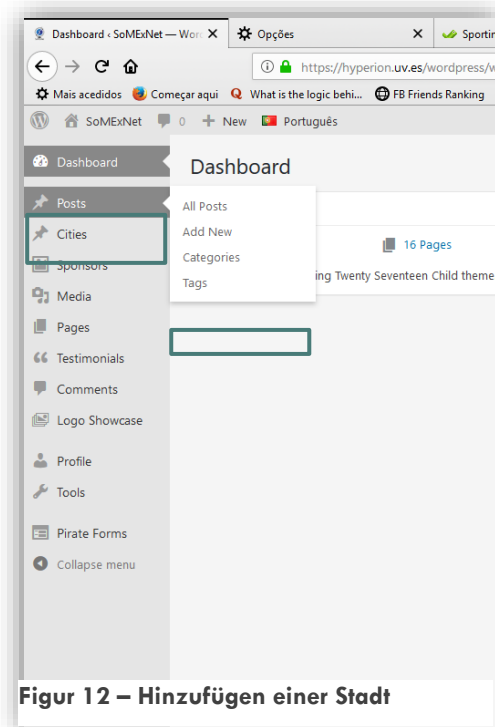 Dashboard ‹ SoMExNet — Wor
Opções
Sportin
https://hyperion.uv.es/wordpress/w
Mais acedidos
Começar aqui
What is the logic behi...
FB Friends Ranking
SoMExNet
0
New
Português
Dashboard
Dashboard
Posts
All Posts
Cities
Add New
16 Pages
Sponsors
Categories
ing Twenty Seventeen Child theme
Media
Tags
Pages
Testimonials
Comments
Logo Showcase
Profile
Tools
Pirate Forms
Collapse menu
Figur 12 – Hinzufügen einer Stadt